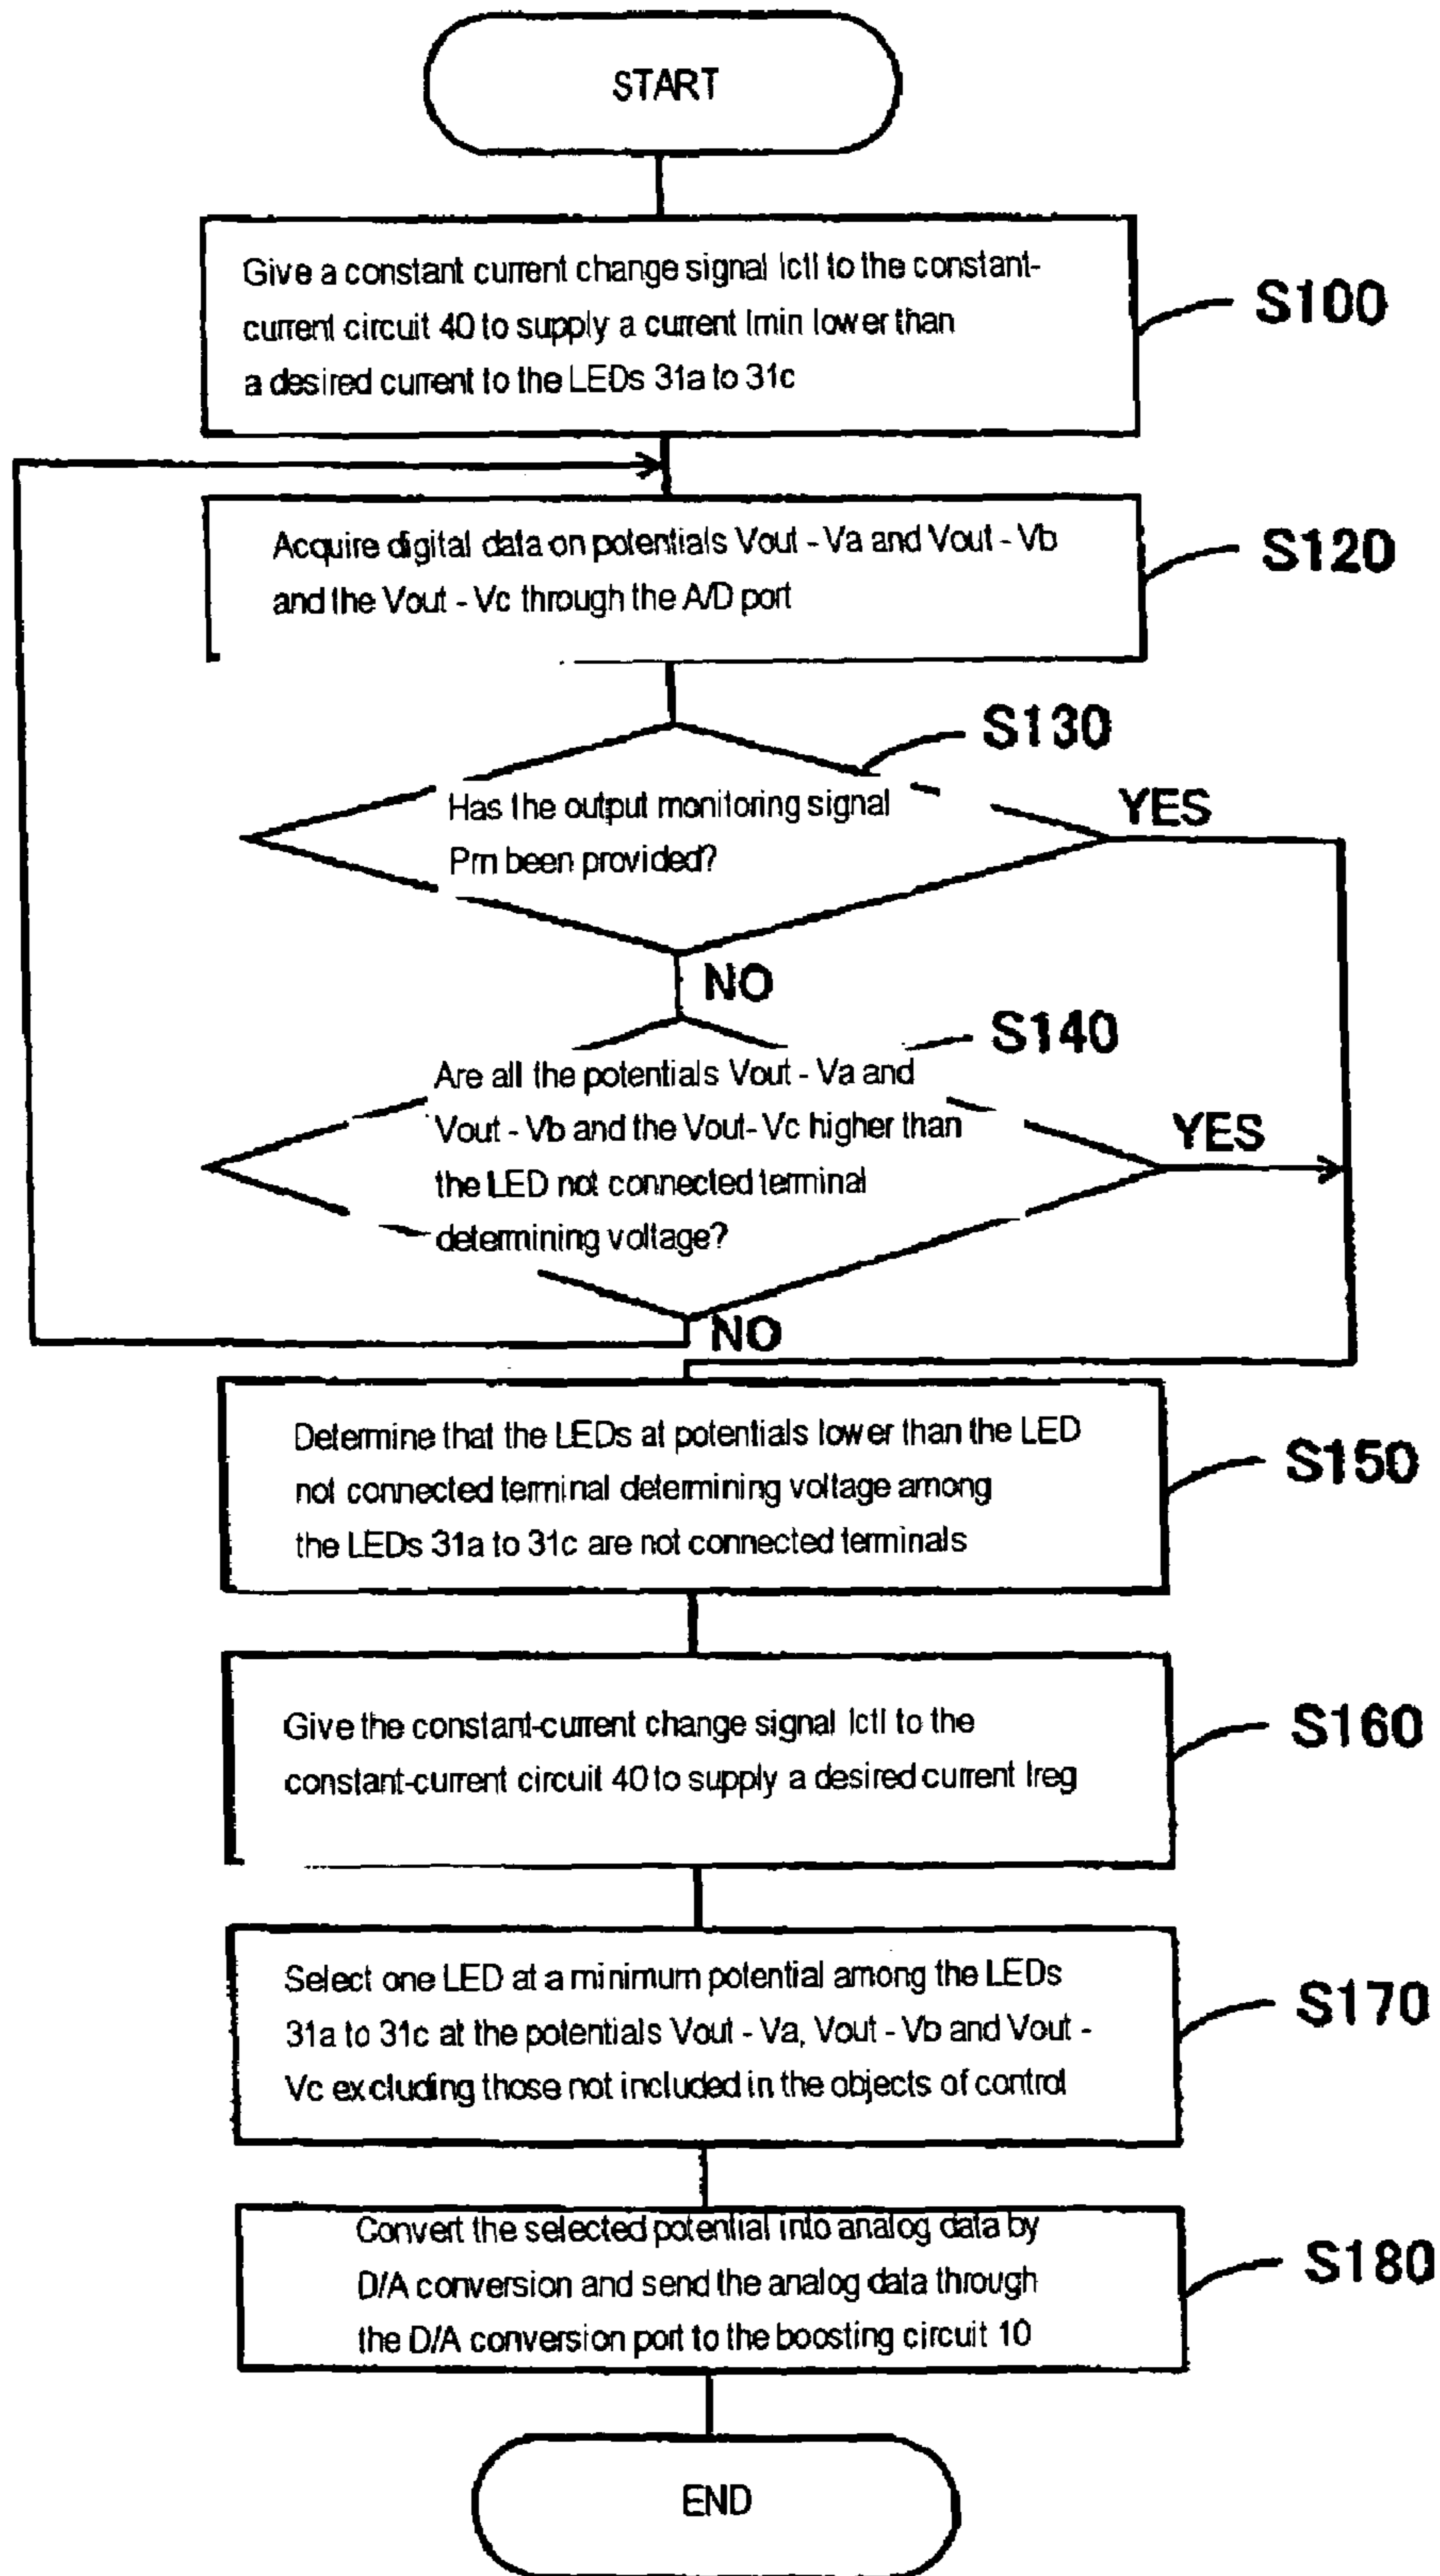 START
Give a constant current change signal Ictl to the constant-
current circuit 40 to supply a current Imin lower than
a desired current to the LEDs 31a to 31c
S100
Acquire digital data on potentials Vout - Va and Vout - Vb
and the Vout - Vc through the A/D port
S120
S130
Has the output monitoring signal
Pm been provided?
YES
NO
S140
Are all the potentials Vout - Va and
Vout - Vb and the Vout- Vc higher than
the LED not connected terminal
determining voltage?
YES
NO
Determine that the LEDs at potentials lower than the LED
not connected terminal determining voltage among
the LEDs 31a to 31c are not connected terminals
S150
Give the constant-current change signal Ictl to the
constant-current circuit 40 to supply a desired current Ireg
S160
Select one LED at a minimum potential among the LEDs
31a to 31c at the potentials Vout - Va, Vout - Vb and Vout -
Vc excluding those not included in the objects of control
S170
Convert the selected potential into analog data by
D/A conversion and send the analog data through
the D/A conversion port to the boosting circuit 10
S180
END